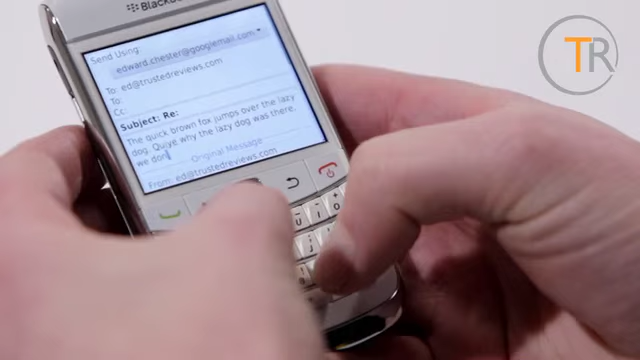 BlackBerry
TR
Send Using:
edward.chester@googlemail.com
To: ed@trustedreviews.com
To:
Cc:
Subject: Re:
The quick brown fox jumps over the lazy
dog. Quiye why the lazy dog was there.
we don
Original Message
From: ed@trustedreviews.com
U I O
J